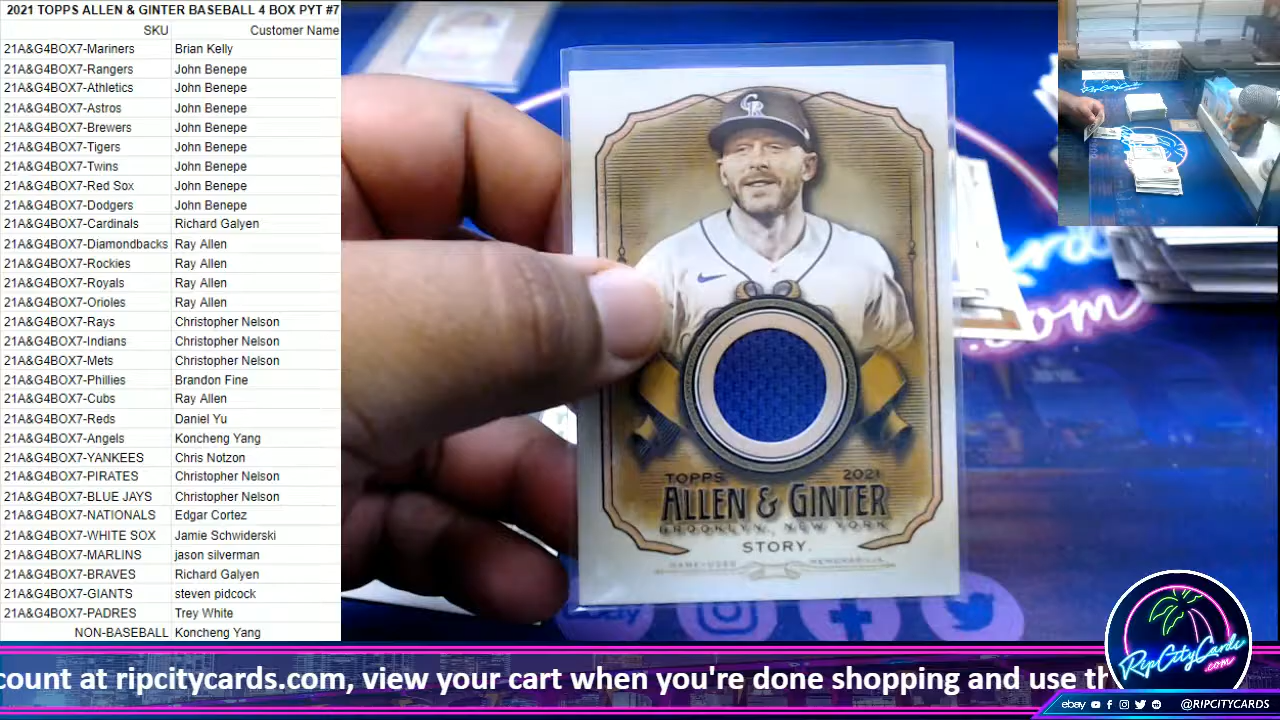 2021 TOPPS ALLEN & GINTER BASEBALL 4 BOX PYT #7
SKU Customer Name
21A&G4BOX7-Mariners Brian Kelly
21A&G4BOX7-Rangers John Benepe
21A&G4BOX7-Athletics John Benepe
21A&G4BOX7-Astros John Benepe
21A&G4BOX7-Brewers John Benepe
21A&G4BOX7-Tigers John Benepe
21A&G4BOX7-Twins John Benepe
21A&G4BOX7-Red Sox John Benepe
21A&G4BOX7-Dodgers John Benepe
21A&G4BOX7-Cardinals Richard Galyen
21A&G4BOX7-Diamondbacks Ray Allen
21A&G4BOX7-Rockies Ray Allen
21A&G4BOX7-Royals Ray Allen
21A&G4BOX7-Orioles Ray Allen
21A&G4BOX7-Rays Christopher Nelson
21A&G4BOX7-Indians Christopher Nelson
21A&G4BOX7-Mets Christopher Nelson
21A&G4BOX7-Phillies Brandon Fine
21A&G4BOX7-Cubs Ray Allen
21A&G4BOX7-Reds Daniel Yu
21A&G4BOX7-Angels Koncheng Yang
21A&G4BOX7-YANKEES Chris Notzon
21A&G4BOX7-PIRATES Christopher Nelson
21A&G4BOX7-BLUE JAYS Christopher Nelson
21A&G4BOX7-NATIONALS Edgar Cortez
21A&G4BOX7-WHITE SOX Jamie Schwiderski
21A&G4BOX7-MARLINS jason silverman
21A&G4BOX7-BRAVES Richard Galyen
21A&G4BOX7-GIANTS steven pidcock
21A&G4BOX7-PADRES Trey White
NON-BASEBALL Koncheng Yang
CR
TOPPS 2021
ALLEN & GINTER
BROOKLYN, NEW YORK
STORY.
GAME-USED MEMORABILIA
om
ebay
count at ripcitycards.com, view your cart when you're done shopping and use th
RipCityCards
.com
ebay @RIPCITYCARDS